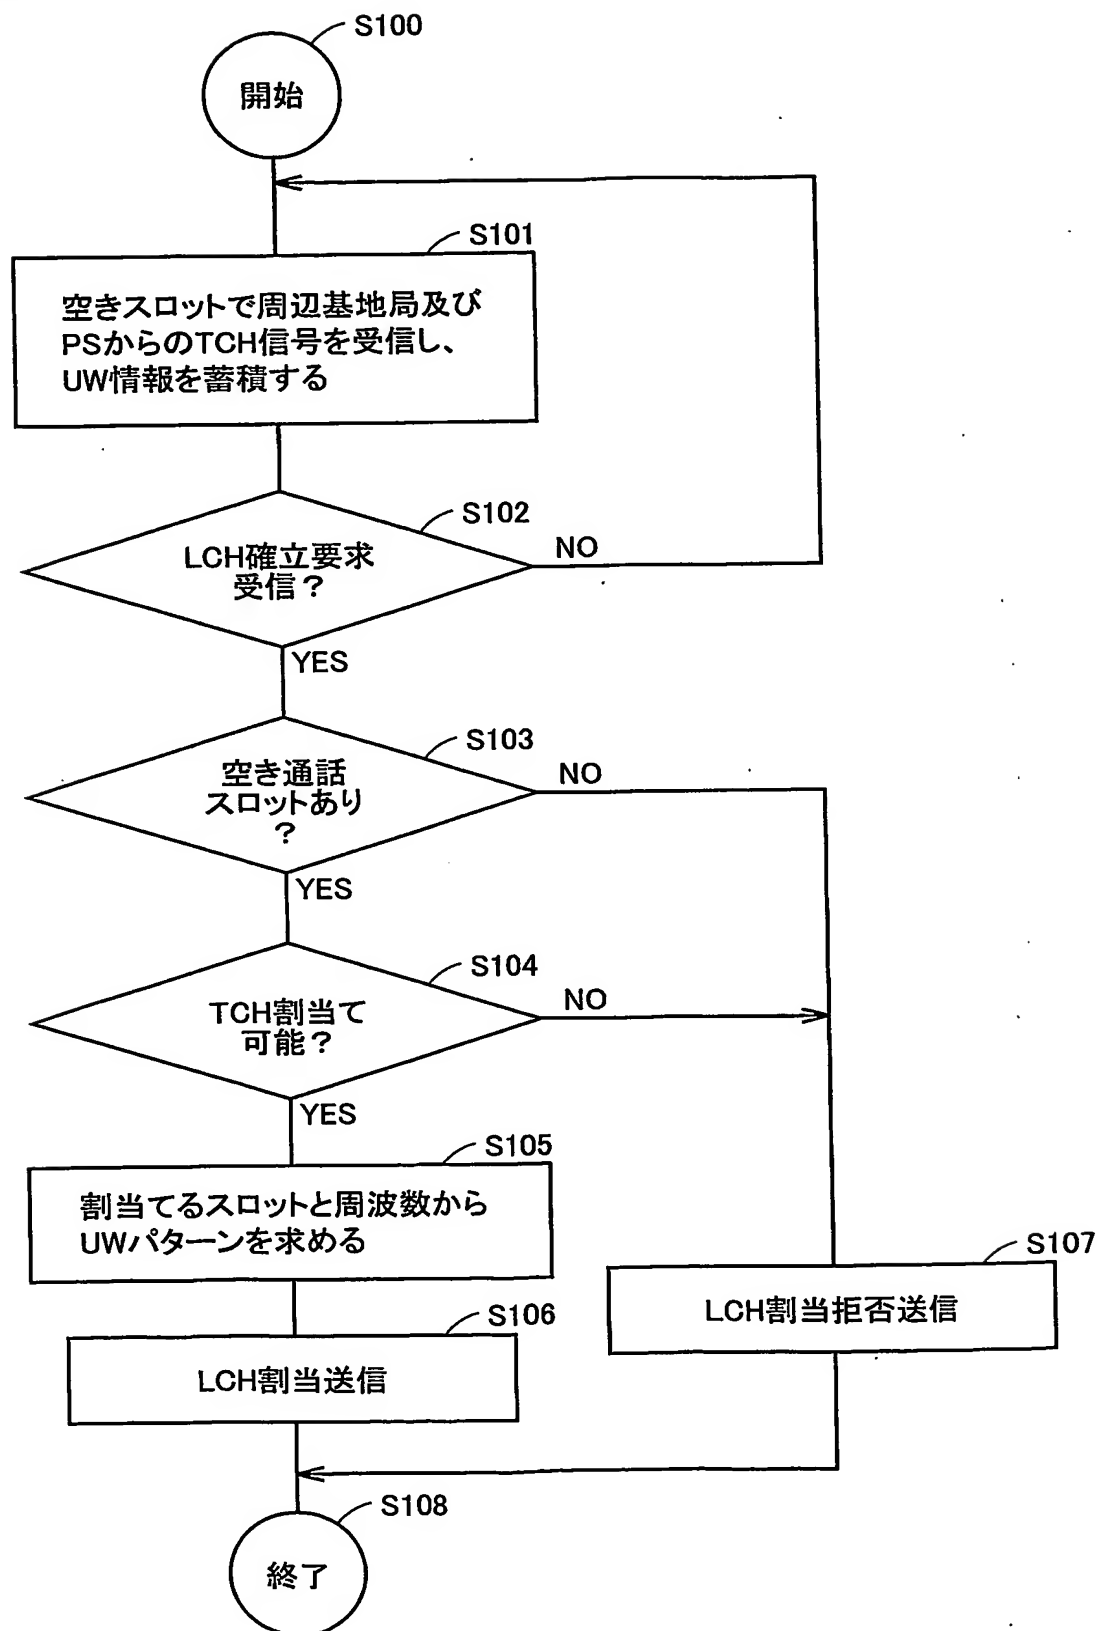 S100
開始
S101
空きスロットで周辺基地局及び
PSからのTCH信号を受信し、
UW情報を蓄積する
S102
LCH確立要求
受信?
NO
YES
S103
空き通話
スロットあり
?
NO
YES
S104
TCH割当て
可能?
NO
YES
S105
割当てるスロットと周波数から
UWパターンを求める
S107
LCH割当拒否送信
S106
LCH割当送信
S108
終了